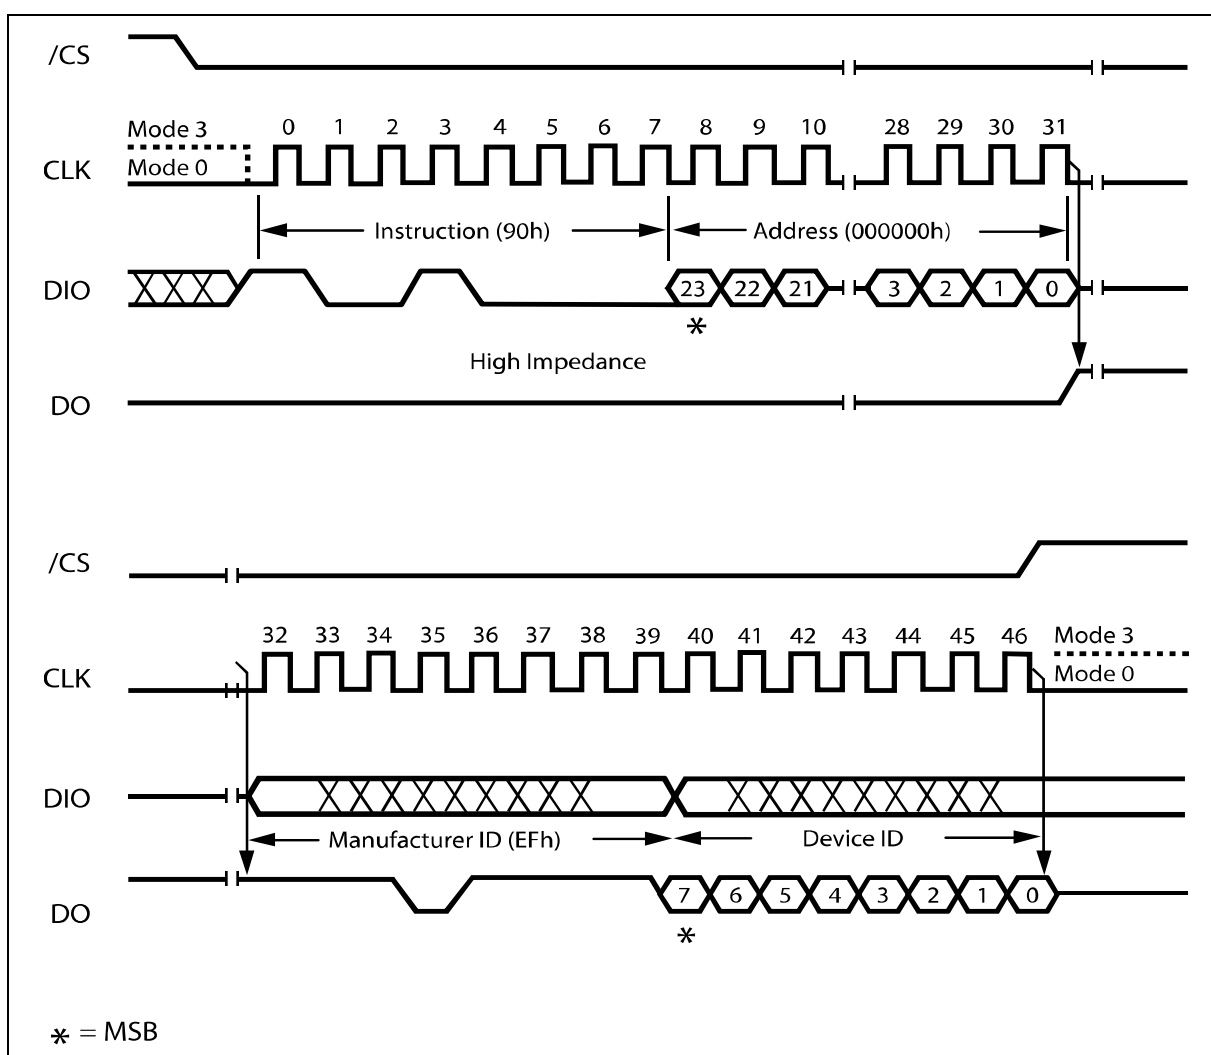 /CS
Mode 3
0 1 2 3 4 5 6 7 8 9 10 28 29 30 31
CLK
Mode 0
Instruction (90h)
Address (000000h)
DIO
23 22 21 3 2 1 0
*
High Impedance
DO
/CS
32 33 34 35 36 37 38 39 40 41 42 43 44 45 46
Mode 3
CLK
Mode 0
DIO
Manufacturer ID (EFh)
Device ID
DO
7 6 5 4 3 2 1 0
*
* = MSB